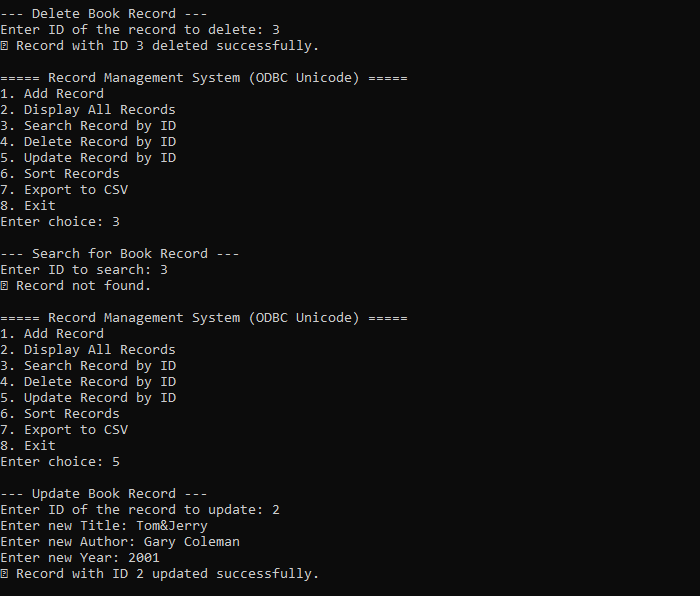 --- Delete Book Record ---
Enter ID of the record to delete: 3
⍰ Record with ID 3 deleted successfully.
===== Record Management System (ODBC Unicode) =====
1. Add Record
2. Display All Records
3. Search Record by ID
4. Delete Record by ID
5. Update Record by ID
6. Sort Records
7. Export to CSV
8. Exit
Enter choice: 3
--- Search for Book Record ---
Enter ID to search: 3
⍰ Record not found.
===== Record Management System (ODBC Unicode) =====
1. Add Record
2. Display All Records
3. Search Record by ID
4. Delete Record by ID
5. Update Record by ID
6. Sort Records
7. Export to CSV
8. Exit
Enter choice: 5
--- Update Book Record ---
Enter ID of the record to update: 2
Enter new Title: Tom&Jerry
Enter new Author: Gary Coleman
Enter new Year: 2001
⍰ Record with ID 2 updated successfully.